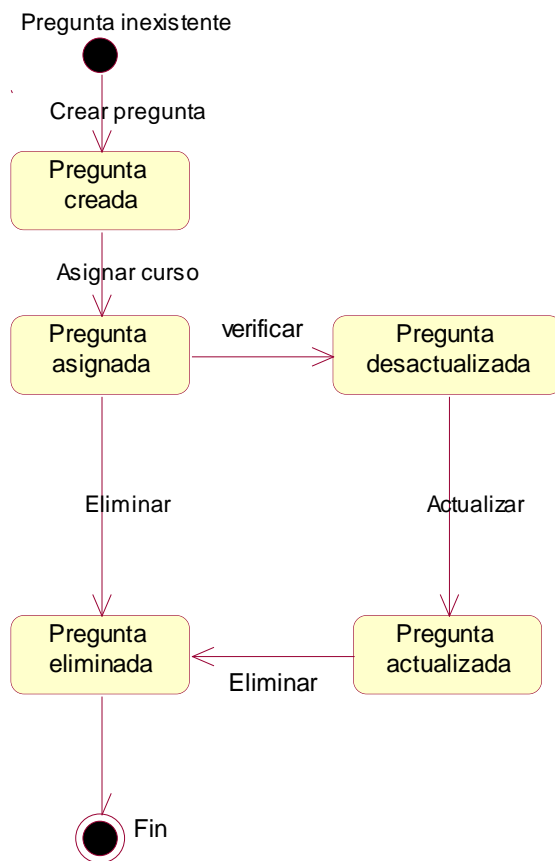 Pregunta inexistente
Crear pregunta
Pregunta
creada
Asignar curso
Pregunta
asignada
verificar
Pregunta
desactualizada
Eliminar
Actualizar
Pregunta
eliminada
Eliminar
Pregunta
actualizada
Fin